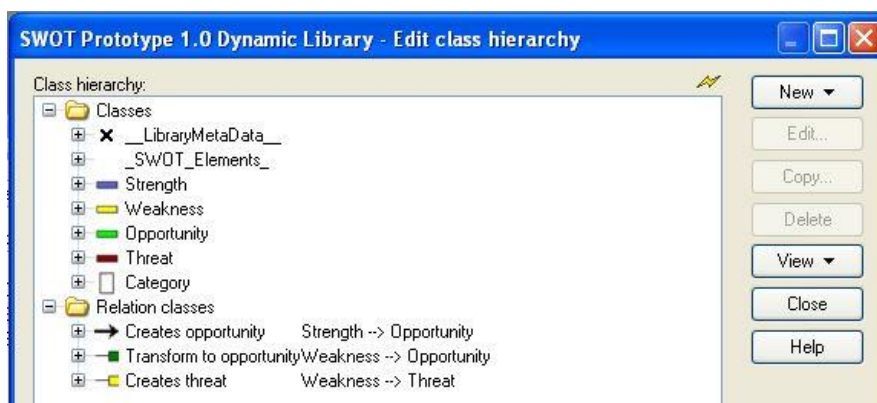 SWOT Prototype 1.0 Dynamic Library - Edit class hierarchy
Class hierarchy:
Classes
__LibraryMetaData__
_SWOT_Elements_
Strength
Weakness
Opportunity
Threat
Category
Relation classes
Creates opportunity Strength --> Opportunity
Transform to opportunity Weakness --> Opportunity
Creates threat Weakness --> Threat
New
Edit...
Copy...
Delete
View
Close
Help